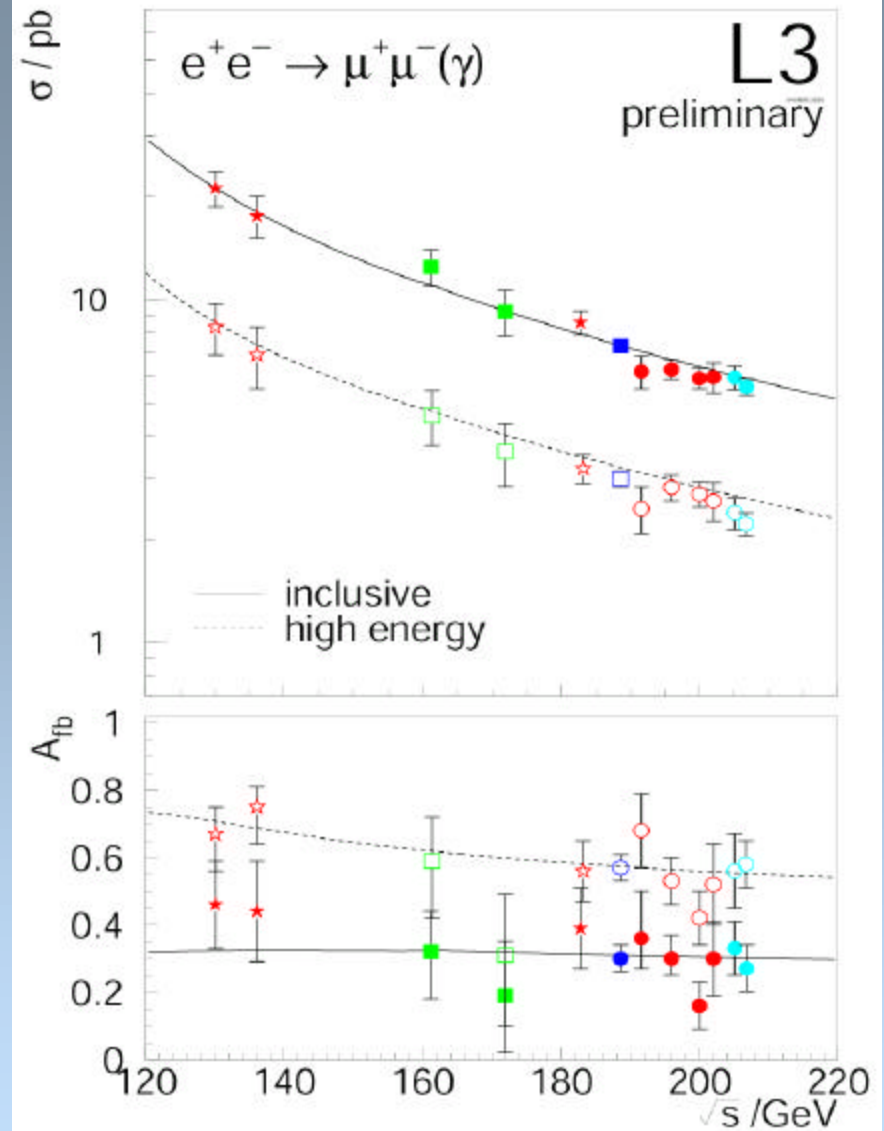 σ / pb
e⁺e⁻ → μ⁺μ⁻(γ)
L3
preliminary
10
inclusive
high energy
1
A_fb
1
0.8
0.6
0.4
0.2
0
120 140 160 180 200 220
√s /GeV